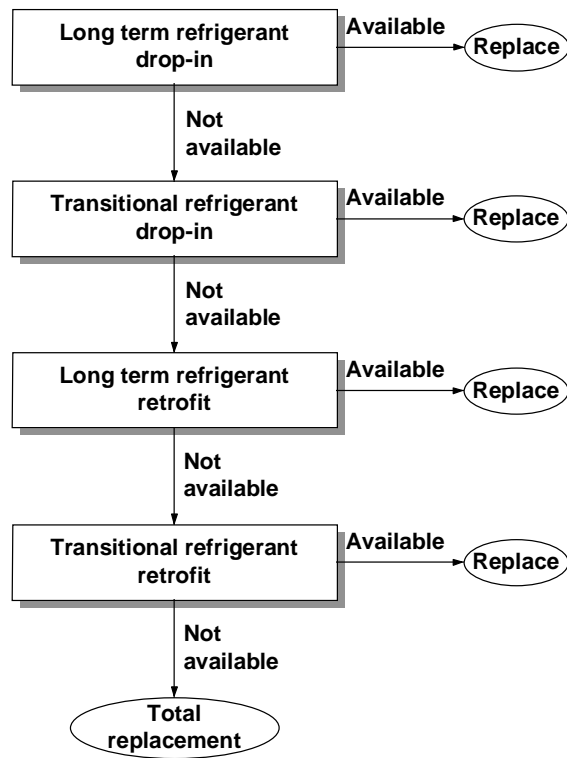 Long term refrigerant
drop-in
Available
Replace
Not
available
Transitional refrigerant
drop-in
Available
Replace
Not
available
Long term refrigerant
retrofit
Available
Replace
Not
available
Transitional refrigerant
retrofit
Available
Replace
Not
available
Total
replacement